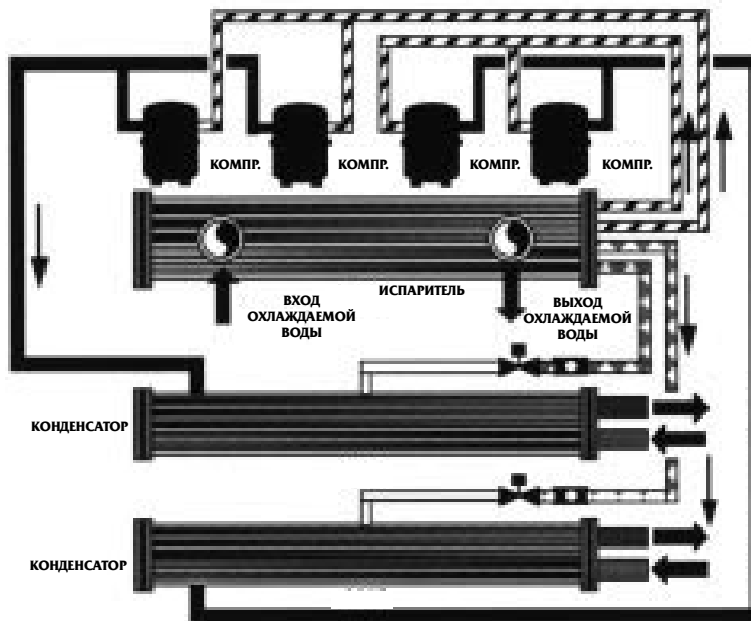 КОМПР. КОМПР. КОМПР. КОМПР.
ИСПАРИТЕЛЬ
ВХОД
ОХЛАЖДАЕМОЙ
ВОДЫ
ВЫХОД
ОХЛАЖДАЕМОЙ
ВОДЫ
КОНДЕНСАТОР
КОНДЕНСАТОР